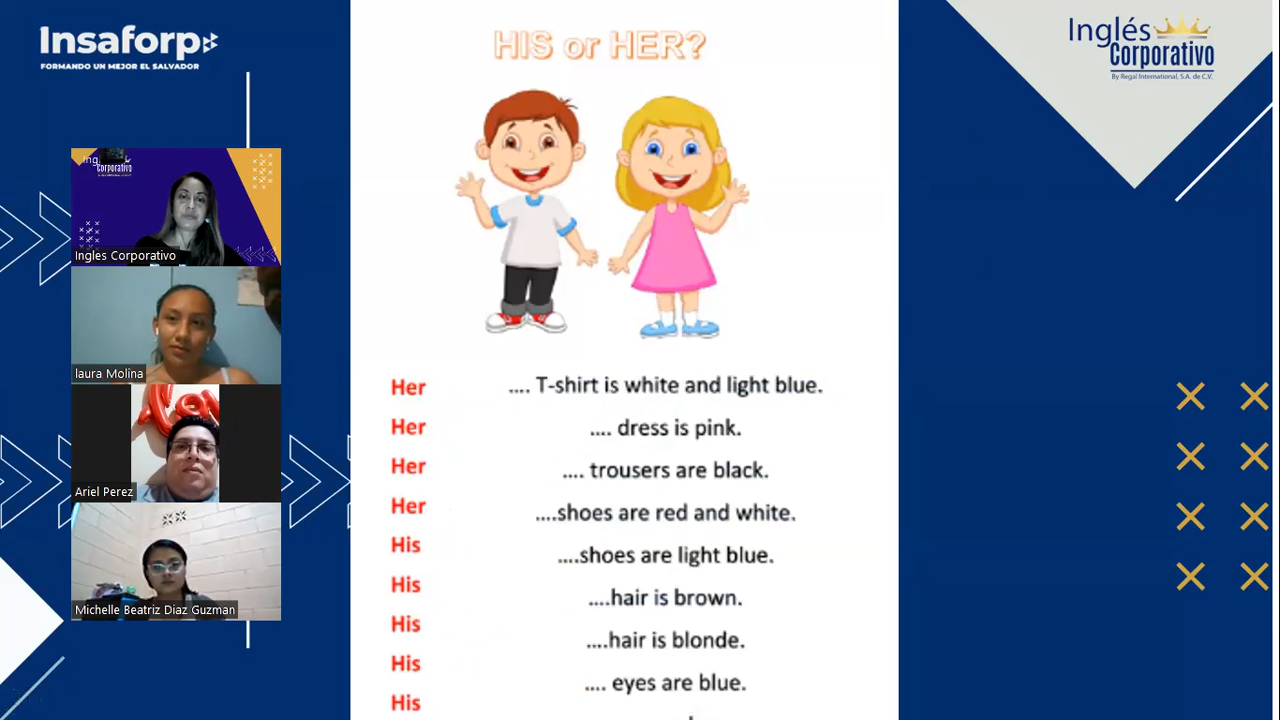 Insaforp
FORMANDO UN MEJOR EL SALVADOR
Inglés
Corporativo
By Regal International, S.A. de C.V.
HIS or HER?
Corporativo
Ingles Corporativo
laura Molina
Ariel Perez
Michelle Beatriz Diaz Guzman
Her
Her
Her
Her
His
His
His
His
His
.... T-shirt is white and light blue.
.... dress is pink.
.... trousers are black.
....shoes are red and white.
....shoes are light blue.
....hair is brown.
....hair is blonde.
.... eyes are blue.